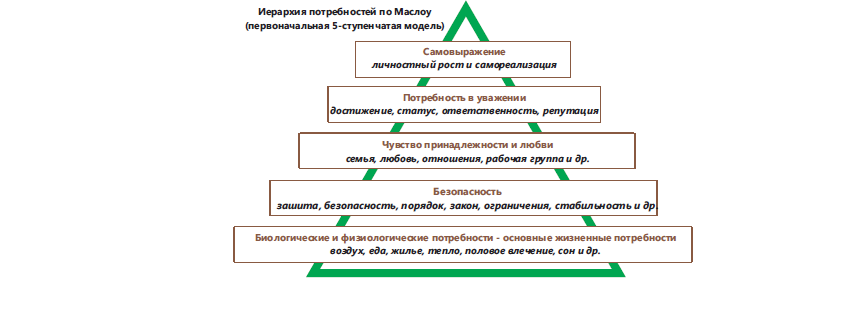 Иерархия потребностей по Маслоу
(первоначальная 5-ступенчатая модель)
Самовыражение
личностный рост и самореализация
Потребность в уважении
достижение, статус, ответственность, репутация
Чувство принадлежности и любви
семья, любовь, отношения, рабочая группа и др.
Безопасность
зашита, безопасность, порядок, закон, ограничения, стабильность и др.
Биологические и физиологические потребности - основные жизненные потребности
воздух, еда, жилье, тепло, половое влечение, сон и др.